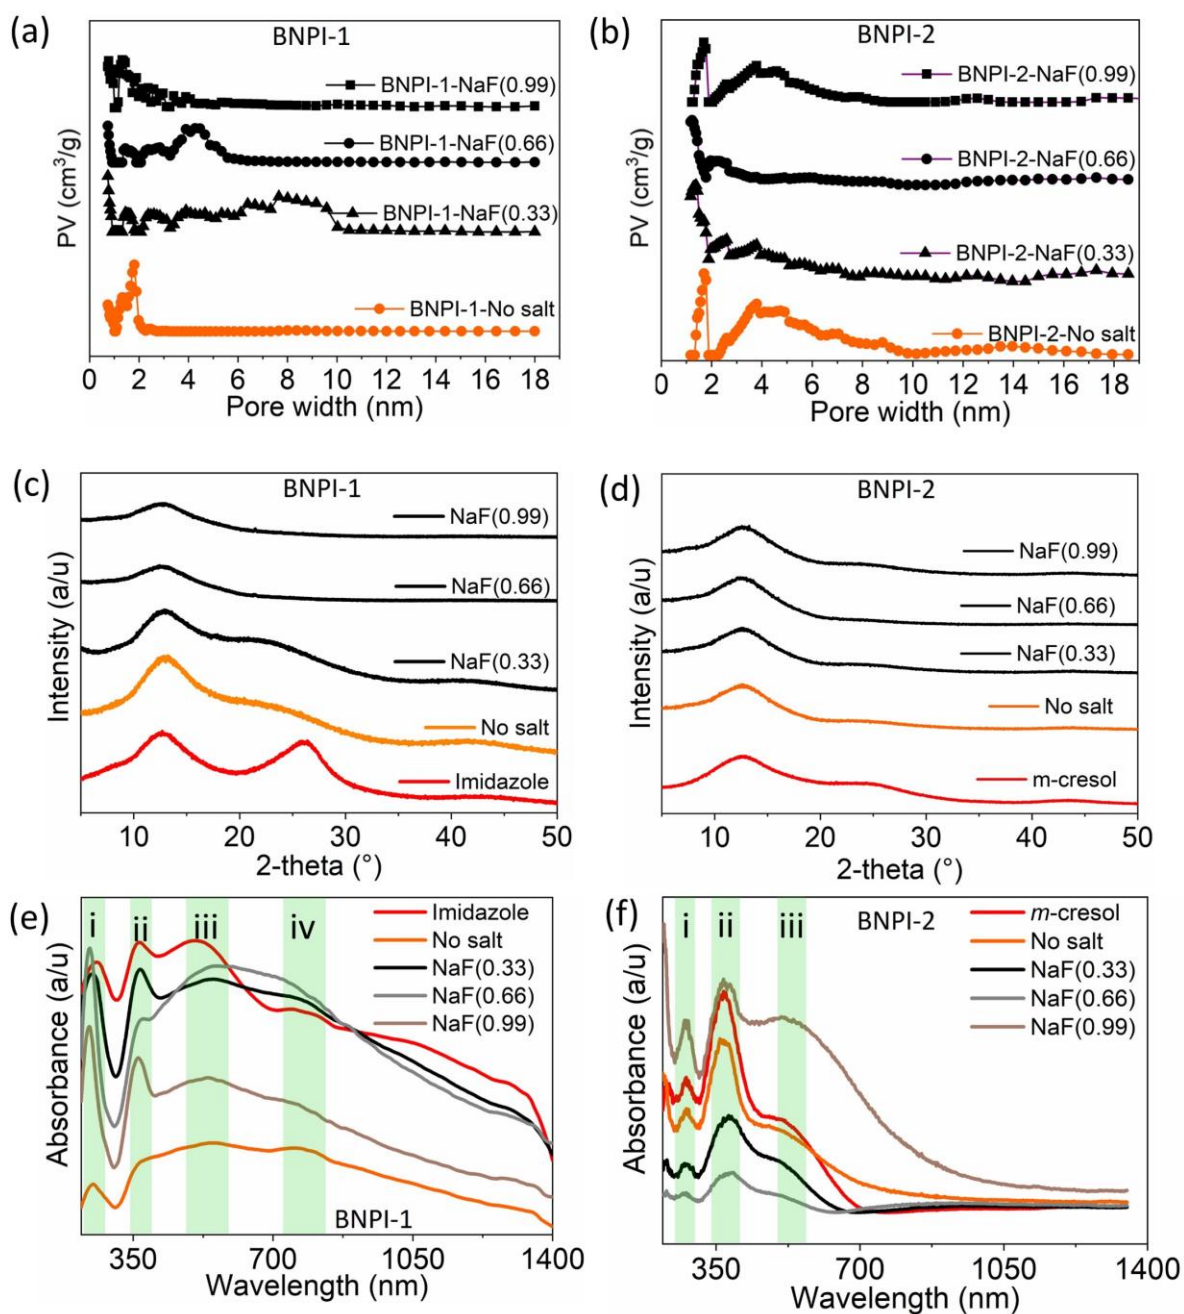 (a)
BNPI-1
BNPI-1-NaF(0.99)
BNPI-1-NaF(0.66)
BNPI-1-NaF(0.33)
BNPI-1-No salt
PV (cm³/g)
0 2 4 6 8 10 12 14 16 18
Pore width (nm)
(b)
BNPI-2
BNPI-2-NaF(0.99)
BNPI-2-NaF(0.66)
BNPI-2-NaF(0.33)
BNPI-2-No salt
PV (cm³/g)
0 2 4 6 8 10 12 14 16 18
Pore width (nm)
(c)
BNPI-1
NaF(0.99)
NaF(0.66)
NaF(0.33)
No salt
Imidazole
Intensity (a/u)
10 20 30 40 50
2-theta (°)
(d)
BNPI-2
NaF(0.99)
NaF(0.66)
NaF(0.33)
No salt
m-cresol
Intensity (a/u)
10 20 30 40 50
2-theta (°)
(e)
i ii iii iv
Imidazole
No salt
NaF(0.33)
NaF(0.66)
NaF(0.99)
BNPI-1
Absorbance (a/u)
350 700 1050 1400
Wavelength (nm)
(f)
i ii iii
BNPI-2
m-cresol
No salt
NaF(0.33)
NaF(0.66)
NaF(0.99)
Absorbance (a/u)
350 700 1050 1400
Wavelength (nm)